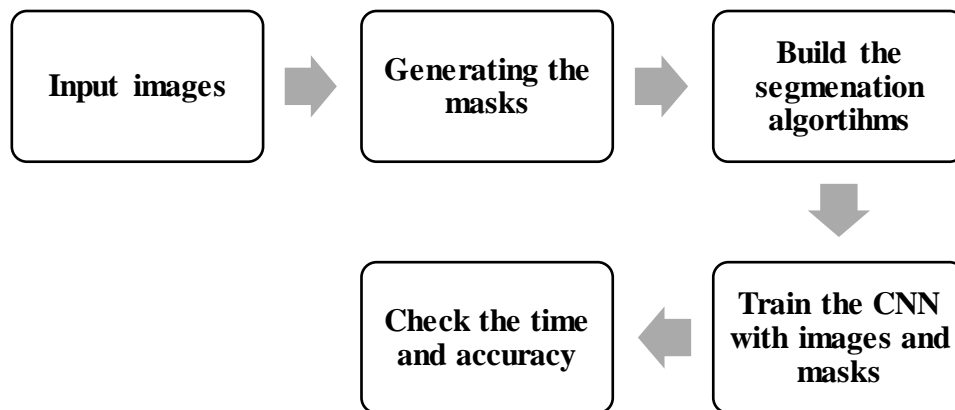 Input images
Generating the
masks
Build the
segmenation
algortihms
Train the CNN
with images and
masks
Check the time
and accuracy